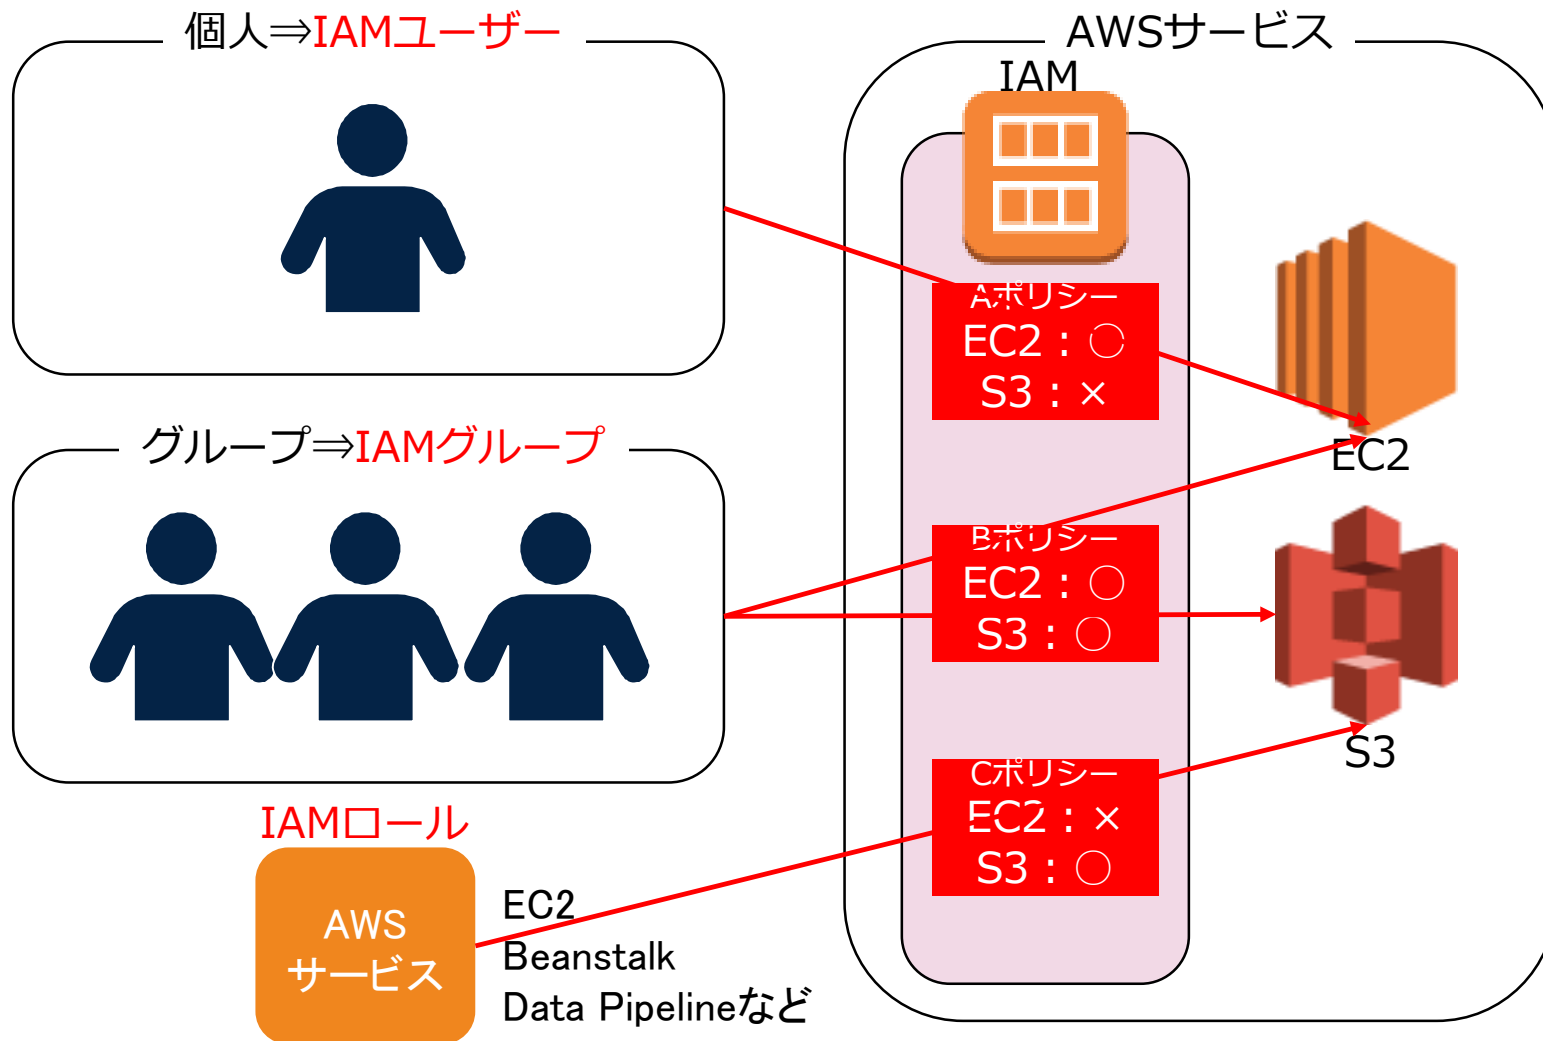 個人⇒IAMユーザー
AWSサービス
IAM
Aポリシー
EC2：○
S3：×
EC2
グループ⇒IAMグループ
Bポリシー
EC2：○
S3：○
S3
Cポリシー
EC2：×
S3：○
IAMロール
AWS
サービス
EC2
Beanstalk
Data Pipelineなど